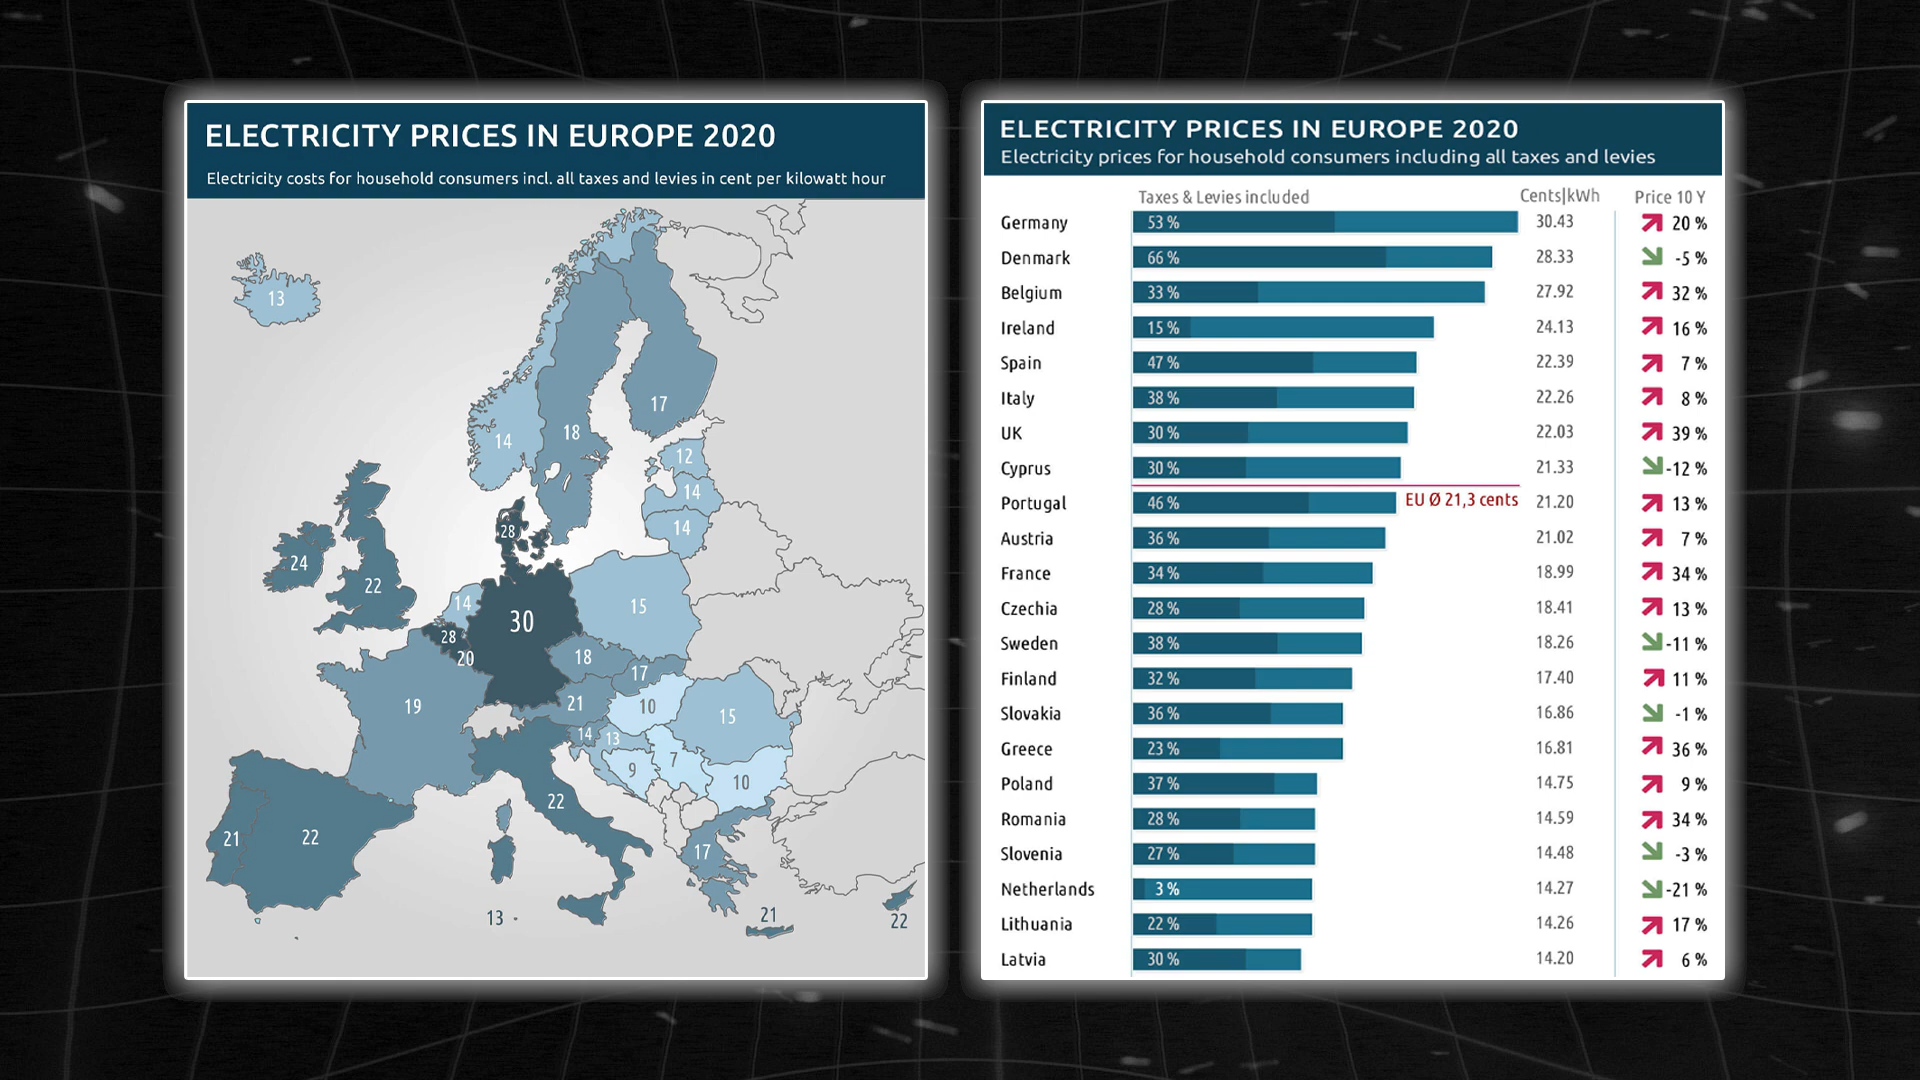 ELECTRICITY PRICES IN EUROPE 2020
Electricity costs for household consumers incl. all taxes and levies in cent per kilowatt hour
13
17
14
18
12
14
14
28
24
22
14
30
15
28
20
18
17
19
21
10
15
14
13
9
7
10
22
21
22
17
13
21
22
ELECTRICITY PRICES IN EUROPE 2020
Electricity prices for household consumers including all taxes and levies
Taxes & Levies included Cents|kWh Price 10 Y
Germany 53 % 30.43 20 %
Denmark 66 % 28.33 -5 %
Belgium 33 % 27.92 32 %
Ireland 15 % 24.13 16 %
Spain 47 % 22.39 7 %
Italy 38 % 22.26 8 %
UK 30 % 22.03 39 %
Cyprus 30 % 21.33 -12 %
Portugal 46 % EU Ø 21,3 cents 21.20 13 %
Austria 36 % 21.02 7 %
France 34 % 18.99 34 %
Czechia 28 % 18.41 13 %
Sweden 38 % 18.26 -11 %
Finland 32 % 17.40 11 %
Slovakia 36 % 16.86 -1 %
Greece 23 % 16.81 36 %
Poland 37 % 14.75 9 %
Romania 28 % 14.59 34 %
Slovenia 27 % 14.48 -3 %
Netherlands 3 % 14.27 -21 %
Lithuania 22 % 14.26 17 %
Latvia 30 % 14.20 6 %